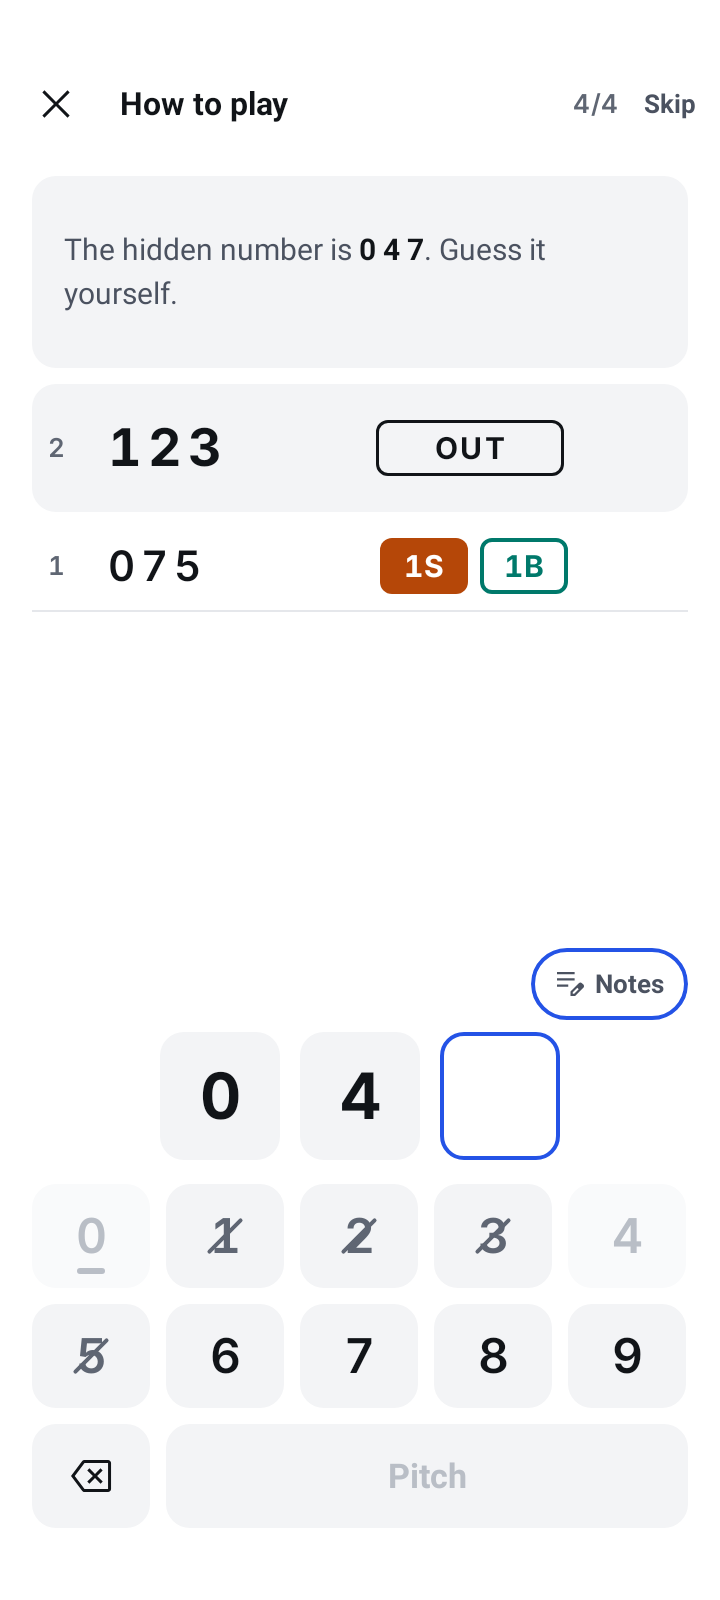 How to play
4/4 Skip
The hidden number is 0 4 7. Guess it
yourself.
2 1 2 3 OUT
1 0 7 5 1S 1B
Notes
0 4
0 1 2 3 4
5 6 7 8 9
Pitch